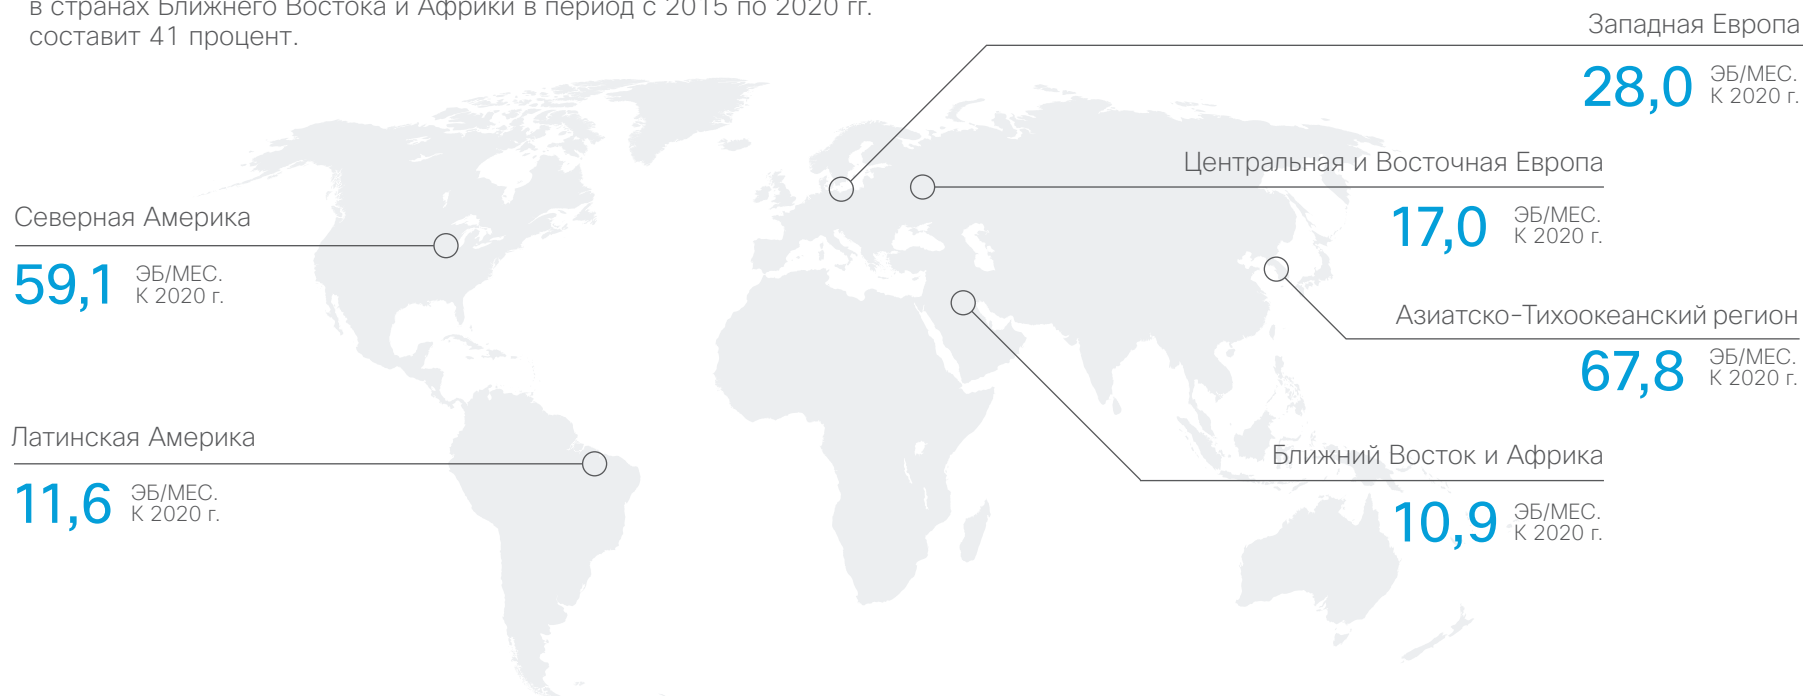 в странах Ближнего Востока и Африки в период с 2015 по 2020 гг.
составит 41 процент.
Западная Европа
28,0 ЭБ/МЕС.
К 2020 г.
Центральная и Восточная Европа
17,0 ЭБ/МЕС.
К 2020 г.
Северная Америка
59,1 ЭБ/МЕС.
К 2020 г.
Азиатско-Тихоокеанский регион
67,8 ЭБ/МЕС.
К 2020 г.
Латинская Америка
11,6 ЭБ/МЕС.
К 2020 г.
Ближний Восток и Африка
10,9 ЭБ/МЕС.
К 2020 г.